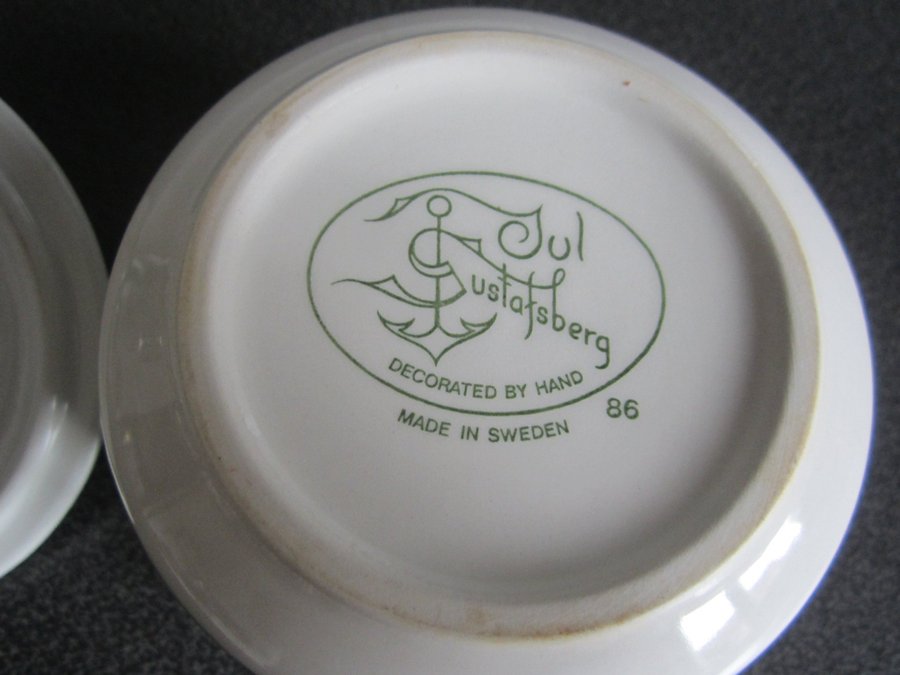 Jul
Gustafsberg
DECORATED BY HAND
MADE IN SWEDEN
86